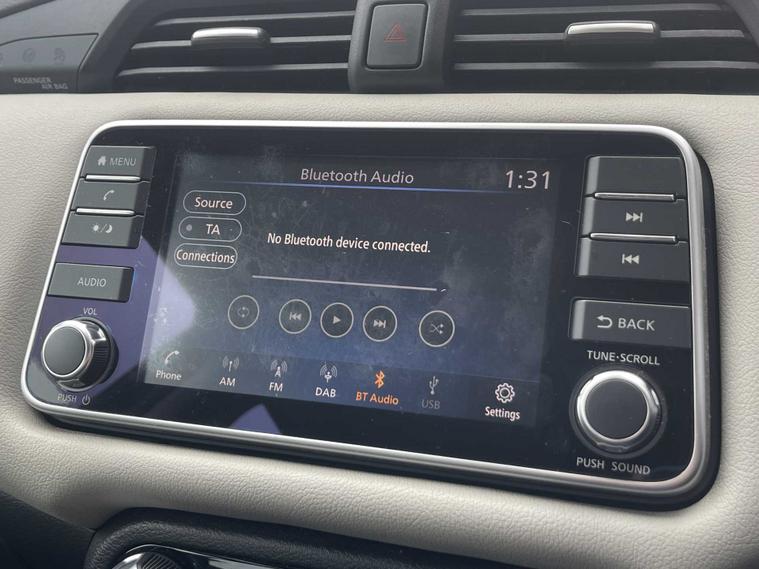 PASSENGER
AIR BAG
MENU
AUDIO
VOL
PUSH
Bluetooth Audio
1:31
Source
TA
Connections
No Bluetooth device connected.
Phone
AM
FM
DAB
BT Audio
USB
Settings
BACK
TUNE·SCROLL
PUSH SOUND